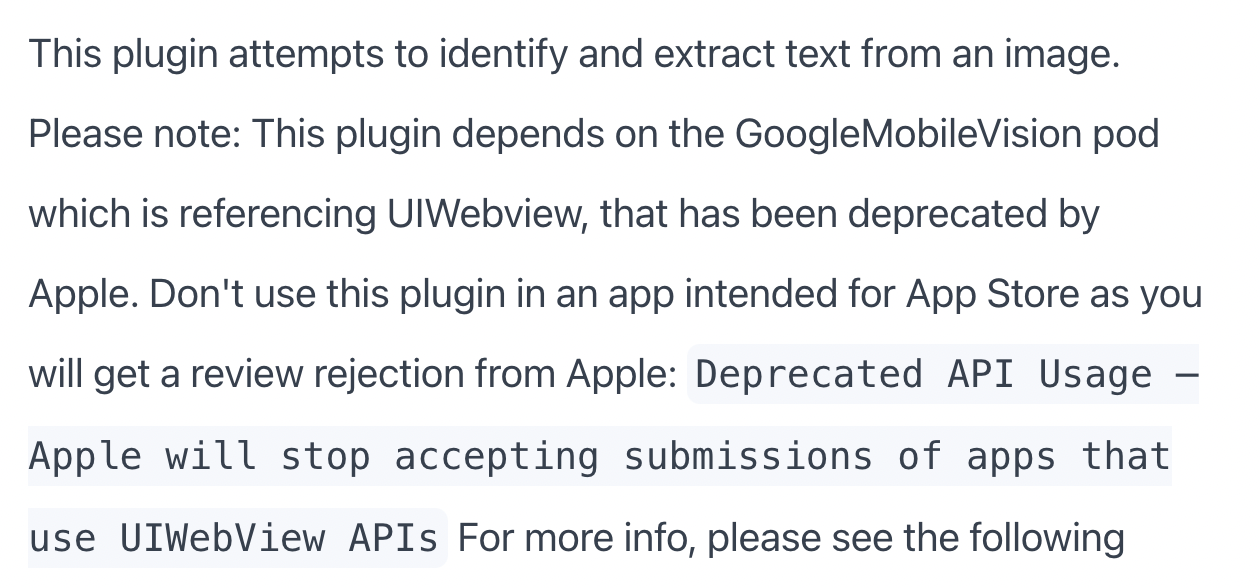 This plugin attempts to identify and extract text from an image.
Please note: This plugin depends on the GoogleMobileVision pod
which is referencing UIWebview, that has been deprecated by
Apple. Don't use this plugin in an app intended for App Store as you
will get a review rejection from Apple: Deprecated API Usage —
Apple will stop accepting submissions of apps that
use UIWebView APIs For more info, please see the following